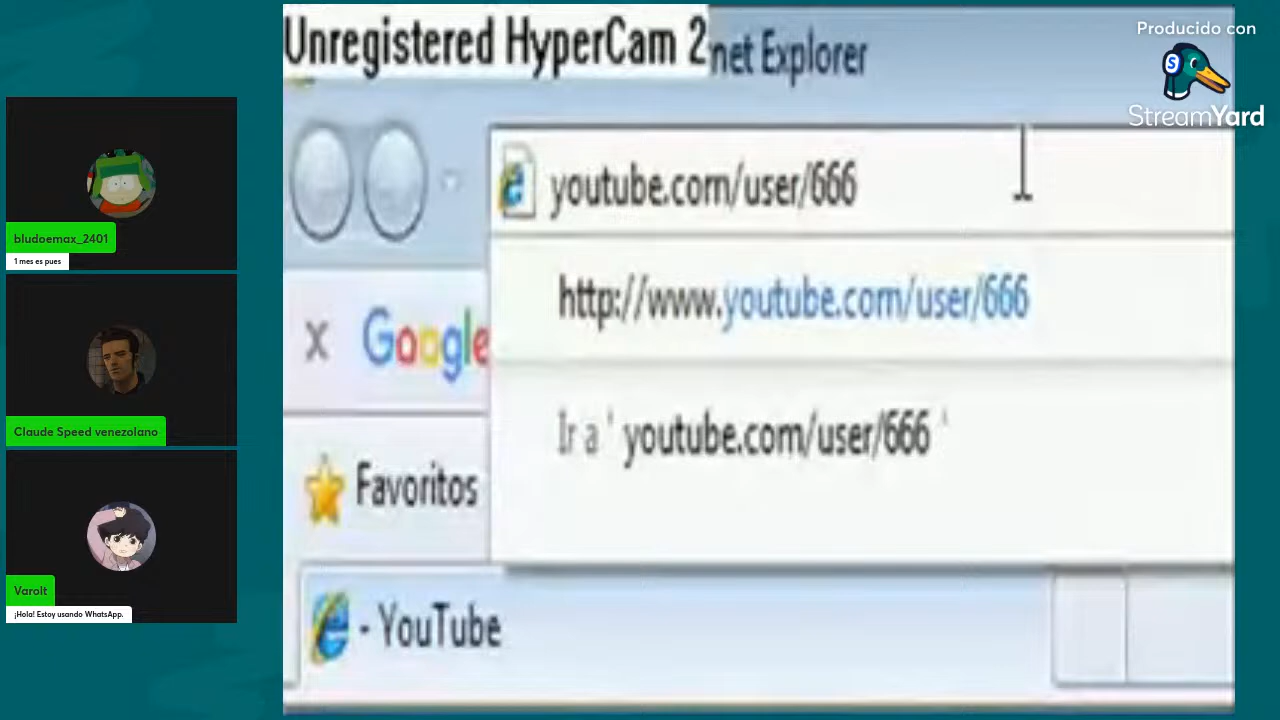 Unregistered HyperCam 2
net Explorer
Producido con
StreamYard
youtube.com/user/666
http://www.youtube.com/user/666
Google
Ir a ' youtube.com/user/666 '
Favoritos
- YouTube
bludoemax_2401
1 mes es pues
Claude Speed venezolano
Varolt
¡Hola! Estoy usando WhatsApp.